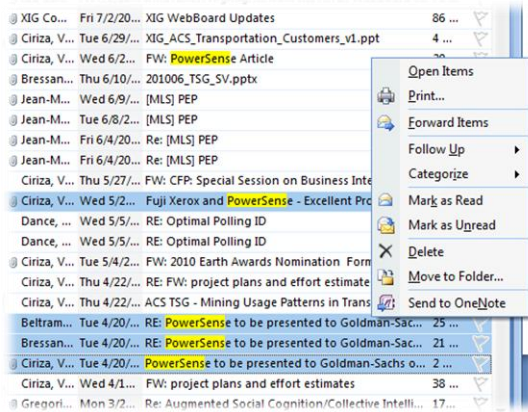 XIG Co... Fri 7/2/20... XIG WebBoard Updates 86 ...
Ciriza, V... Tue 6/29/... XIG_ACS_Transportation_Customers_v1.ppt 4 ...
Ciriza, V... Wed 6/2... FW: PowerSense Article
Bressan... Thu 6/10/... 201006_TSG_SV.pptx
Jean-M... Wed 6/9/... [MLS] PEP
Jean-M... Tue 6/8/2... [MLS] PEP
Jean-M... Fri 6/4/20... Re: [MLS] PEP
Jean-M... Fri 6/4/20... Re: [MLS] PEP
Ciriza, V... Thu 5/27/... FW: CFP: Special Session on Business Inte
Ciriza, V... Wed 5/2... Fuji Xerox and PowerSense - Excellent Pro
Dance, ... Wed 5/5/... RE: Optimal Polling ID
Dance, ... Wed 5/5/... RE: Optimal Polling ID
Ciriza, V... Tue 5/4/2... FW: 2010 Earth Awards Nomination Form
Ciriza, V... Thu 4/22/... RE: FW: project plans and effort estimate
Ciriza, V... Thu 4/22/... ACS TSG - Mining Usage Patterns in Trans
Beltram... Tue 4/20/... RE: PowerSense to be presented to Goldman-Sac... 25 ...
Bressan... Tue 4/20/... RE: PowerSense to be presented to Goldman-Sac... 21 ...
Ciriza, V... Tue 4/20/... PowerSense to be presented to Goldman-Sachs o... 2 ...
Ciriza, V... Wed 4/1... FW: project plans and effort estimates 38 ...
Gregori... Mon 3/2... Re: Augmented Social Cognition/Collective Intelli... 17...
Open Items
Print...
Forward Items
Follow Up
Categorize
Mark as Read
Mark as Unread
Delete
Move to Folder...
Send to OneNote